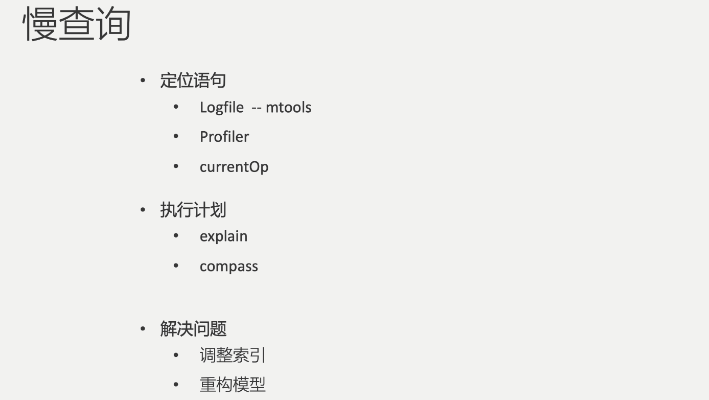 慢查询
• 定位语句
• Logfile -- mtools
• Profiler
• currentOp
• 执行计划
• explain
• compass
• 解决问题
• 调整索引
• 重构模型